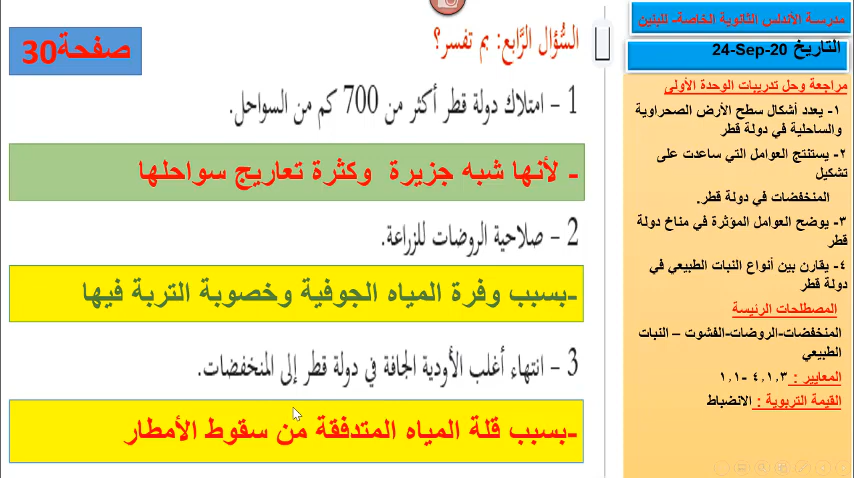 مدرسة الأندلس الثانوية الخاصة- للبنين
التاريخ 24-Sep-20
مراجعة وحل تدريبات الوحدة الأولى
١- يعدد أشكال سطح الأرض الصحراوية
والساحلية في دولة قطر
٢- يستنتج العوامل التي ساعدت على
تشكيل
المنخفضات في دولة قطر.
٣- يوضح العوامل المؤثرة في مناخ دولة
قطر
٤- يقارن بين أنواع النبات الطبيعي في
دولة قطر
المصطلحات الرئيسة
المنخفضات-الروضات-الغشوت – النبات
الطبيعي
المعايير : ٤,١,٣ -١,١
القيمة التربوية : الانضباط
صفحة30
السُّؤال الرَّابع: بم تفسر؟
1 - امتلاك دولة قطر أكثر من 700 كم من السواحل.
- لأنها شبه جزيرة وكثرة تعاريج سواحلها
2 - صلاحية الروضات للزراعة.
-بسبب وفرة المياه الجوفية وخصوبة التربة فيها
3 - انتهاء أغلب الأودية الجافة في دولة قطر إلى المنخفضات.
-بسبب قلة المياه المتدفقة من سقوط الأمطار